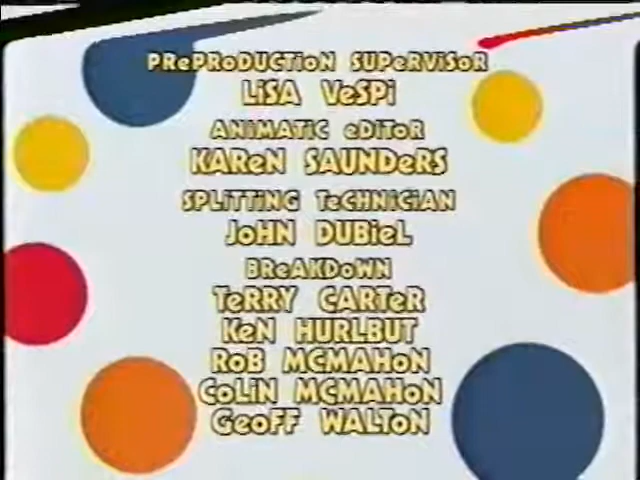 PRePRoDUCTioN SUPeRViSoR
LiSA VeSPi
ANiMATiC eDiToR
KAReN SAUNDeRS
SPLiTTiNG TeCHNiCiAN
JoHN DUBieL
BReAKDoWN
TeRRY CARTeR
KeN HURLBUT
RoB MCMAHoN
CoLiN MCMAHoN
GeoFF WALToN